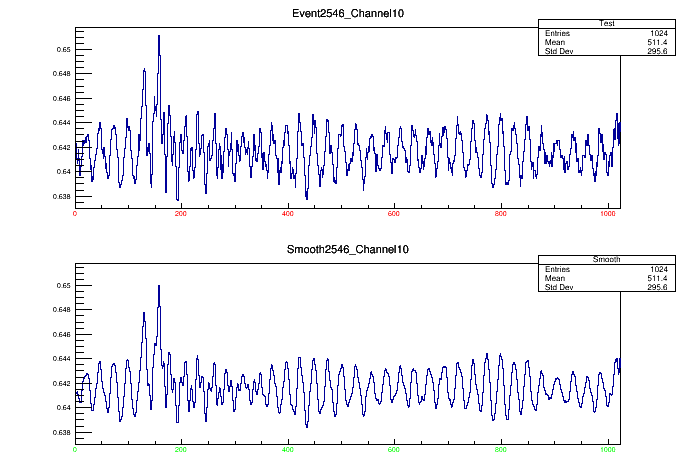 Event2546_Channel10
Test
Entries 1024
Mean 511.4
Std Dev 295.6
0.65
0.648
0.646
0.644
0.642
0.64
0.638
0 200 400 600 800 1000
Smooth2546_Channel10
Smooth
Entries 1024
Mean 511.4
Std Dev 295.6
0.65
0.648
0.646
0.644
0.642
0.64
0.638
0 200 400 600 800 1000